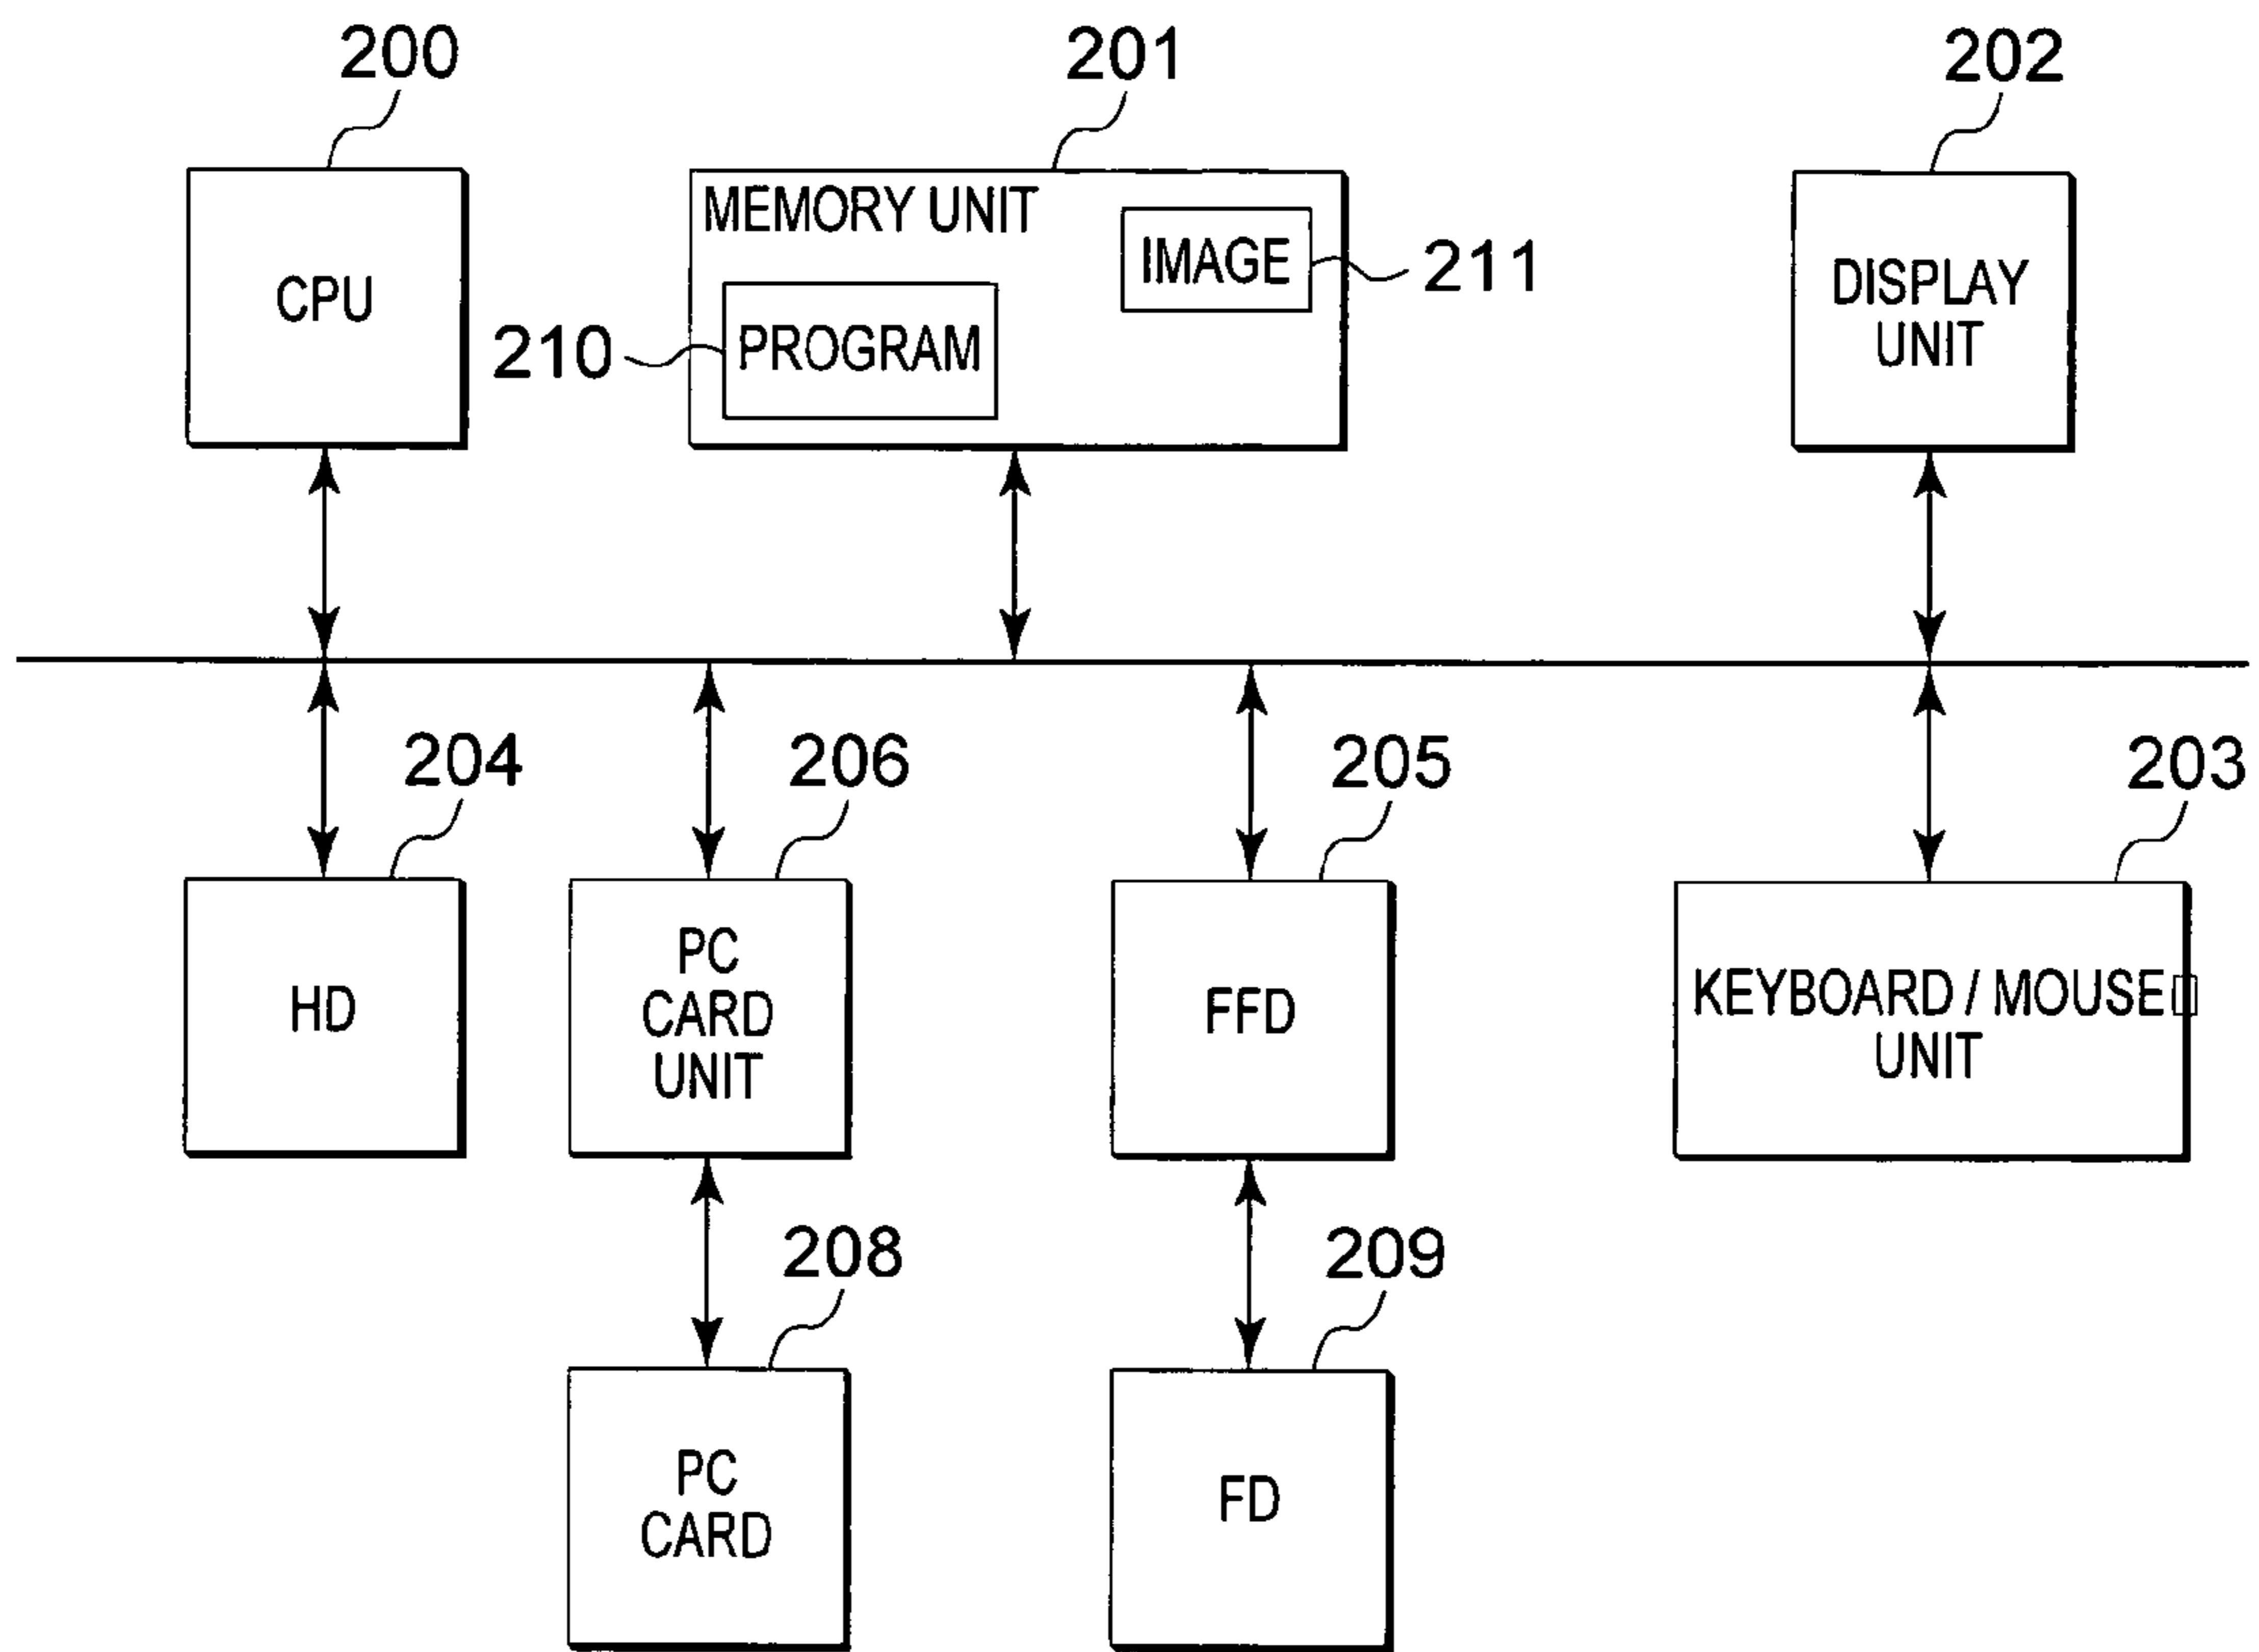 200
201
202
CPU
MEMORY UNIT
IMAGE
211
210
PROGRAM
DISPLAY
UNIT
204
206
205
203
HD
PC
CARD
UNIT
FFD
KEYBOARD / MOUSE
UNIT
208
209
PC
CARD
FD